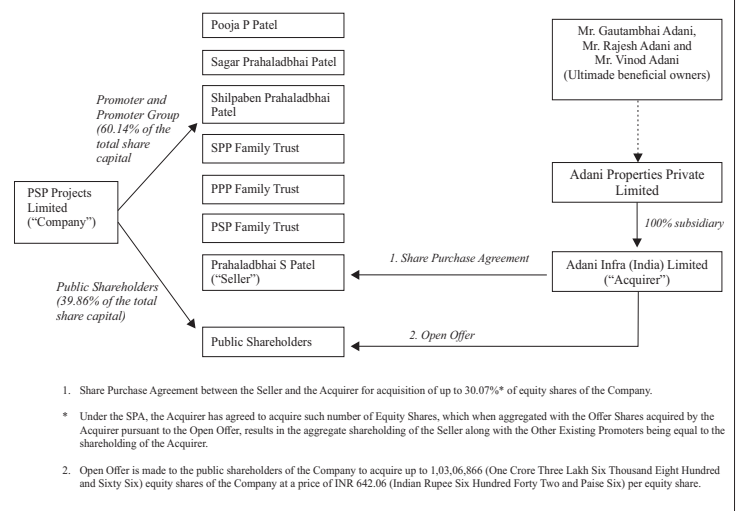 Pooja P Patel
Sagar Prahaladbhai Patel
Shilpaben Prahaladbhai
Patel
SPP Family Trust
PPP Family Trust
PSP Family Trust
Prahaladbhai S Patel
(“Seller”)
Public Shareholders
Promoter and
Promoter Group
(60.14% of the
total share
capital
PSP Projects
Limited
(“Company”)
Public Shareholders
(39.86% of the total
share capital)
Mr. Gautambhai Adani,
Mr. Rajesh Adani and
Mr. Vinod Adani
(Ultimade beneficial owners)
Adani Properties Private
Limited
100% subsidiary
Adani Infra (India) Limited
(“Acquirer”)
1. Share Purchase Agreement
2. Open Offer
1. Share Purchase Agreement between the Seller and the Acquirer for acquisition of up to 30.07%* of equity shares of the Company.
* Under the SPA, the Acquirer has agreed to acquire such number of Equity Shares, which when aggregated with the Offer Shares acquired by the
Acquirer pursuant to the Open Offer, results in the aggregate shareholding of the Seller along with the Other Existing Promoters being equal to the
shareholding of the Acquirer.
2. Open Offer is made to the public shareholders of the Company to acquire up to 1,03,06,866 (One Crore Three Lakh Six Thousand Eight Hundred
and Sixty Six) equity shares of the Company at a price of INR 642.06 (Indian Rupee Six Hundred Forty Two and Paise Six) per equity share.